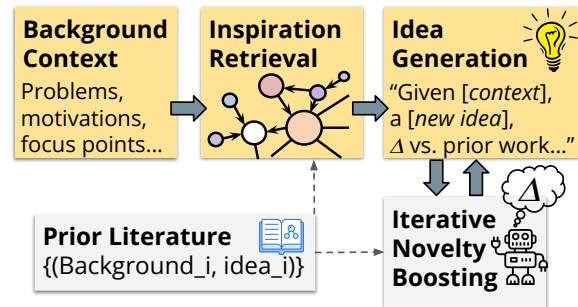 Background
Context
Problems,
motivations,
focus points...
Inspiration
Retrieval
Idea
Generation
“Given [context],
a [new idea],
Δ vs. prior work...”
Prior Literature
{(Background_i, idea_i)}
Iterative
Novelty
Boosting
Δ